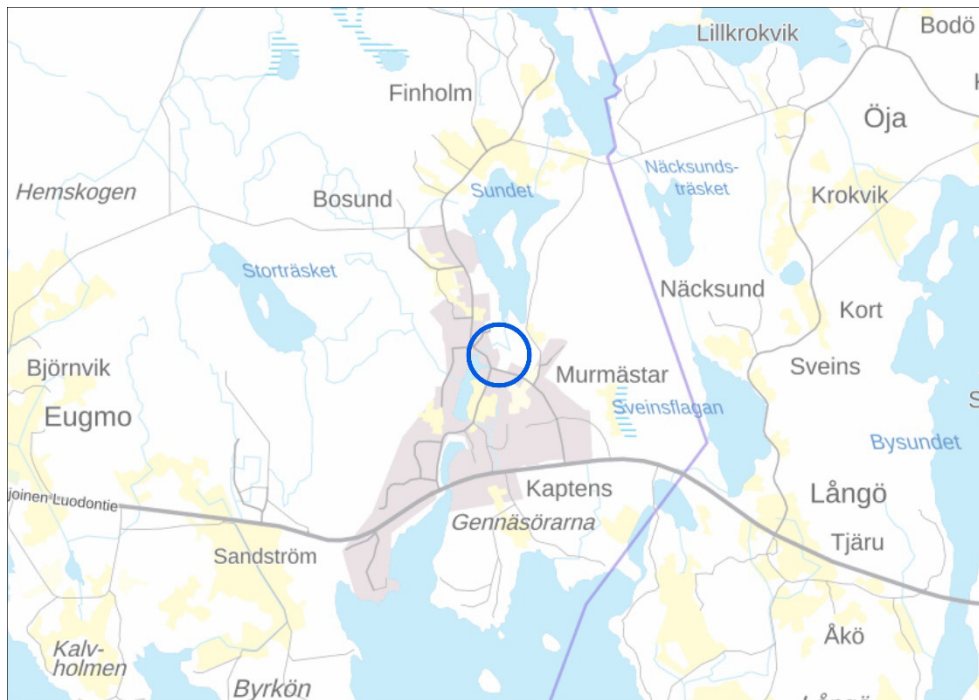 Bodö
Lillkrokvik
Finholm
Öja
Näcksunds-
träsket
Hemskogen
Bosund
Sundet
Krokvik
Storträsket
Näcksund
Kort
Björnvik
Murmästar
Sveins
Eugmo
Sveinsflagan
Bysundet
joinen Luodontie
Kaptens
Långö
Gennäsörarna
Sandström
Tjäru
Åkö
Kalv-
holmen
Byrkön